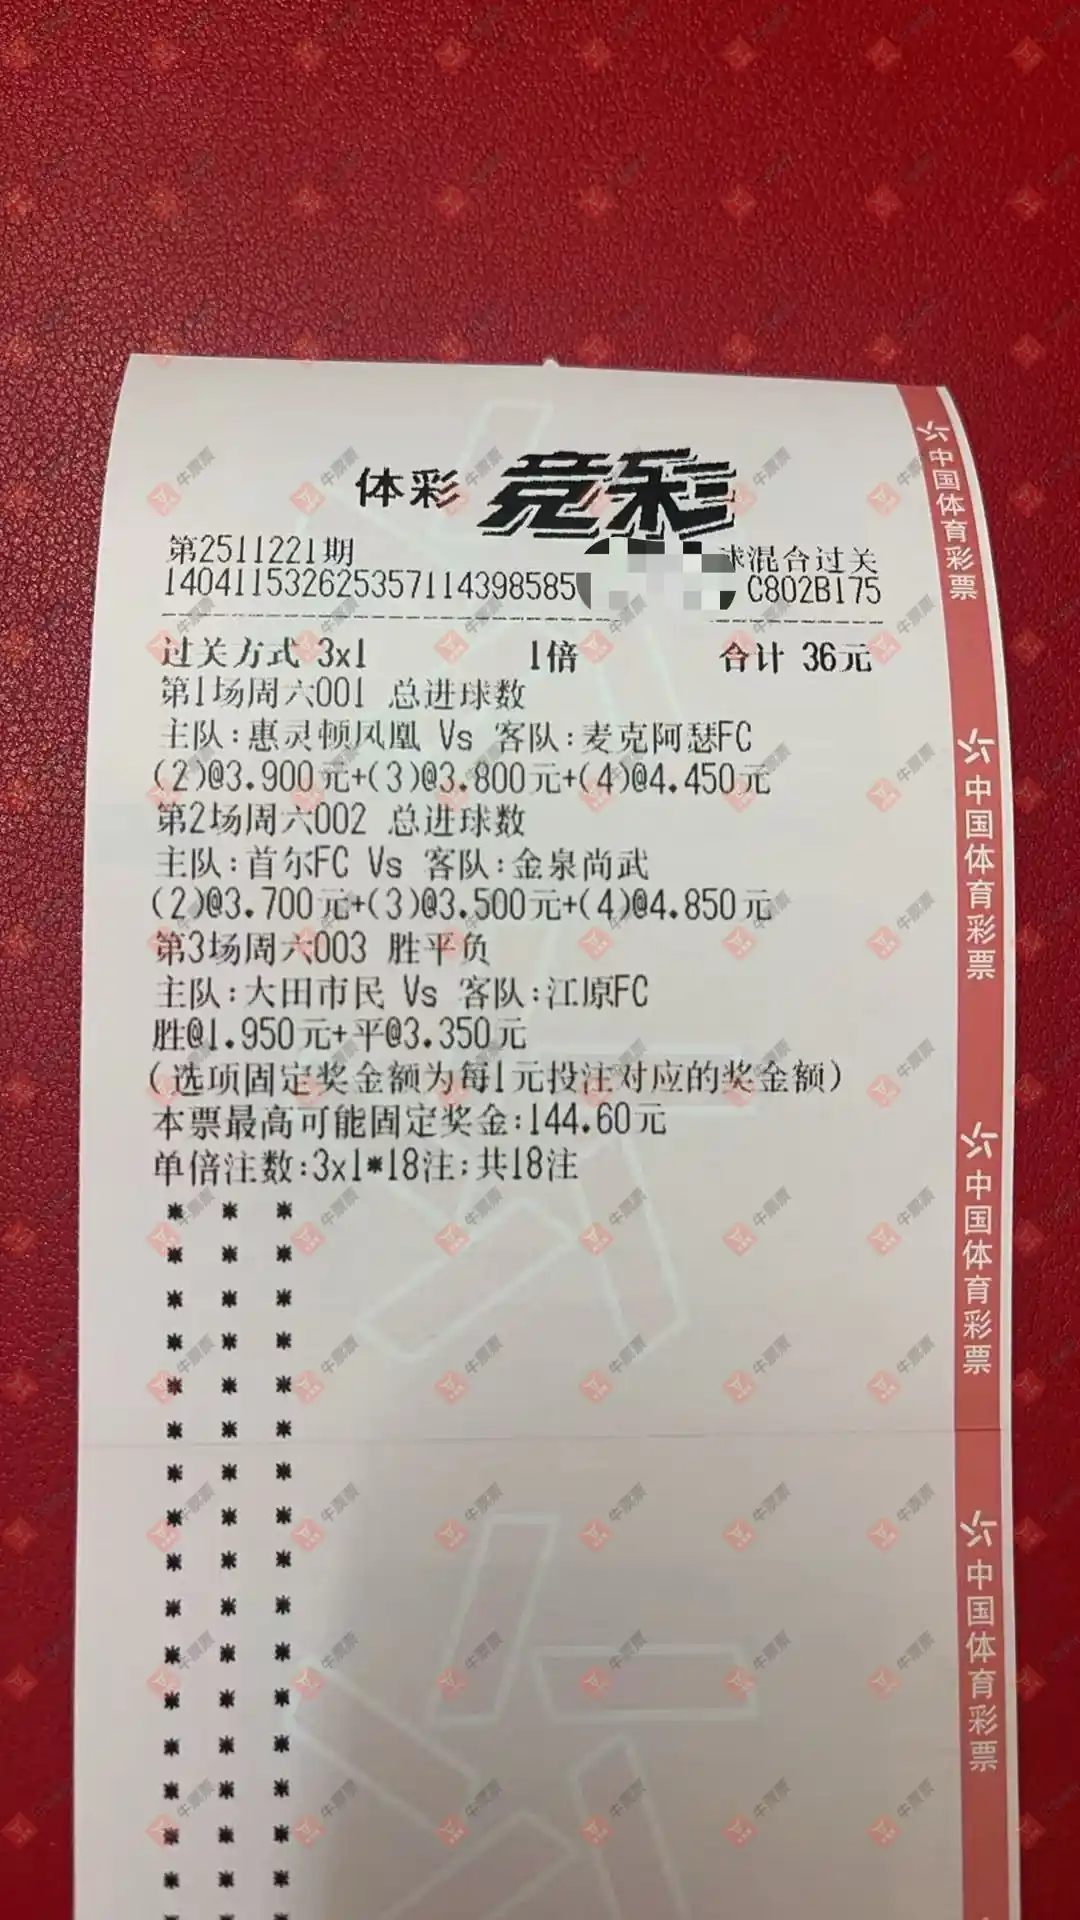 体彩 竞彩
第2511221期 球混合过关
140411532625357114398585 C802B175
过关方式 3x1 1倍 合计 36元
第1场周六001 总进球数
主队:惠灵顿凤凰 Vs 客队:麦克阿瑟FC
(2)@3.900元+(3)@3.800元+(4)@4.450元
第2场周六002 总进球数
主队:首尔FC Vs 客队:金泉尚武
(2)@3.700元+(3)@3.500元+(4)@4.850元
第3场周六003 胜平负
主队:大田市民 Vs 客队:江原FC
胜@1.950元+平@3.350元
(选项固定奖金额为每1元投注对应的奖金额)
本票最高可能固定奖金:144.60元
单倍注数:3x1*18注;共18注
中国体育彩票
中国体育彩票
中国体育彩票
中国体育彩票
牛票票